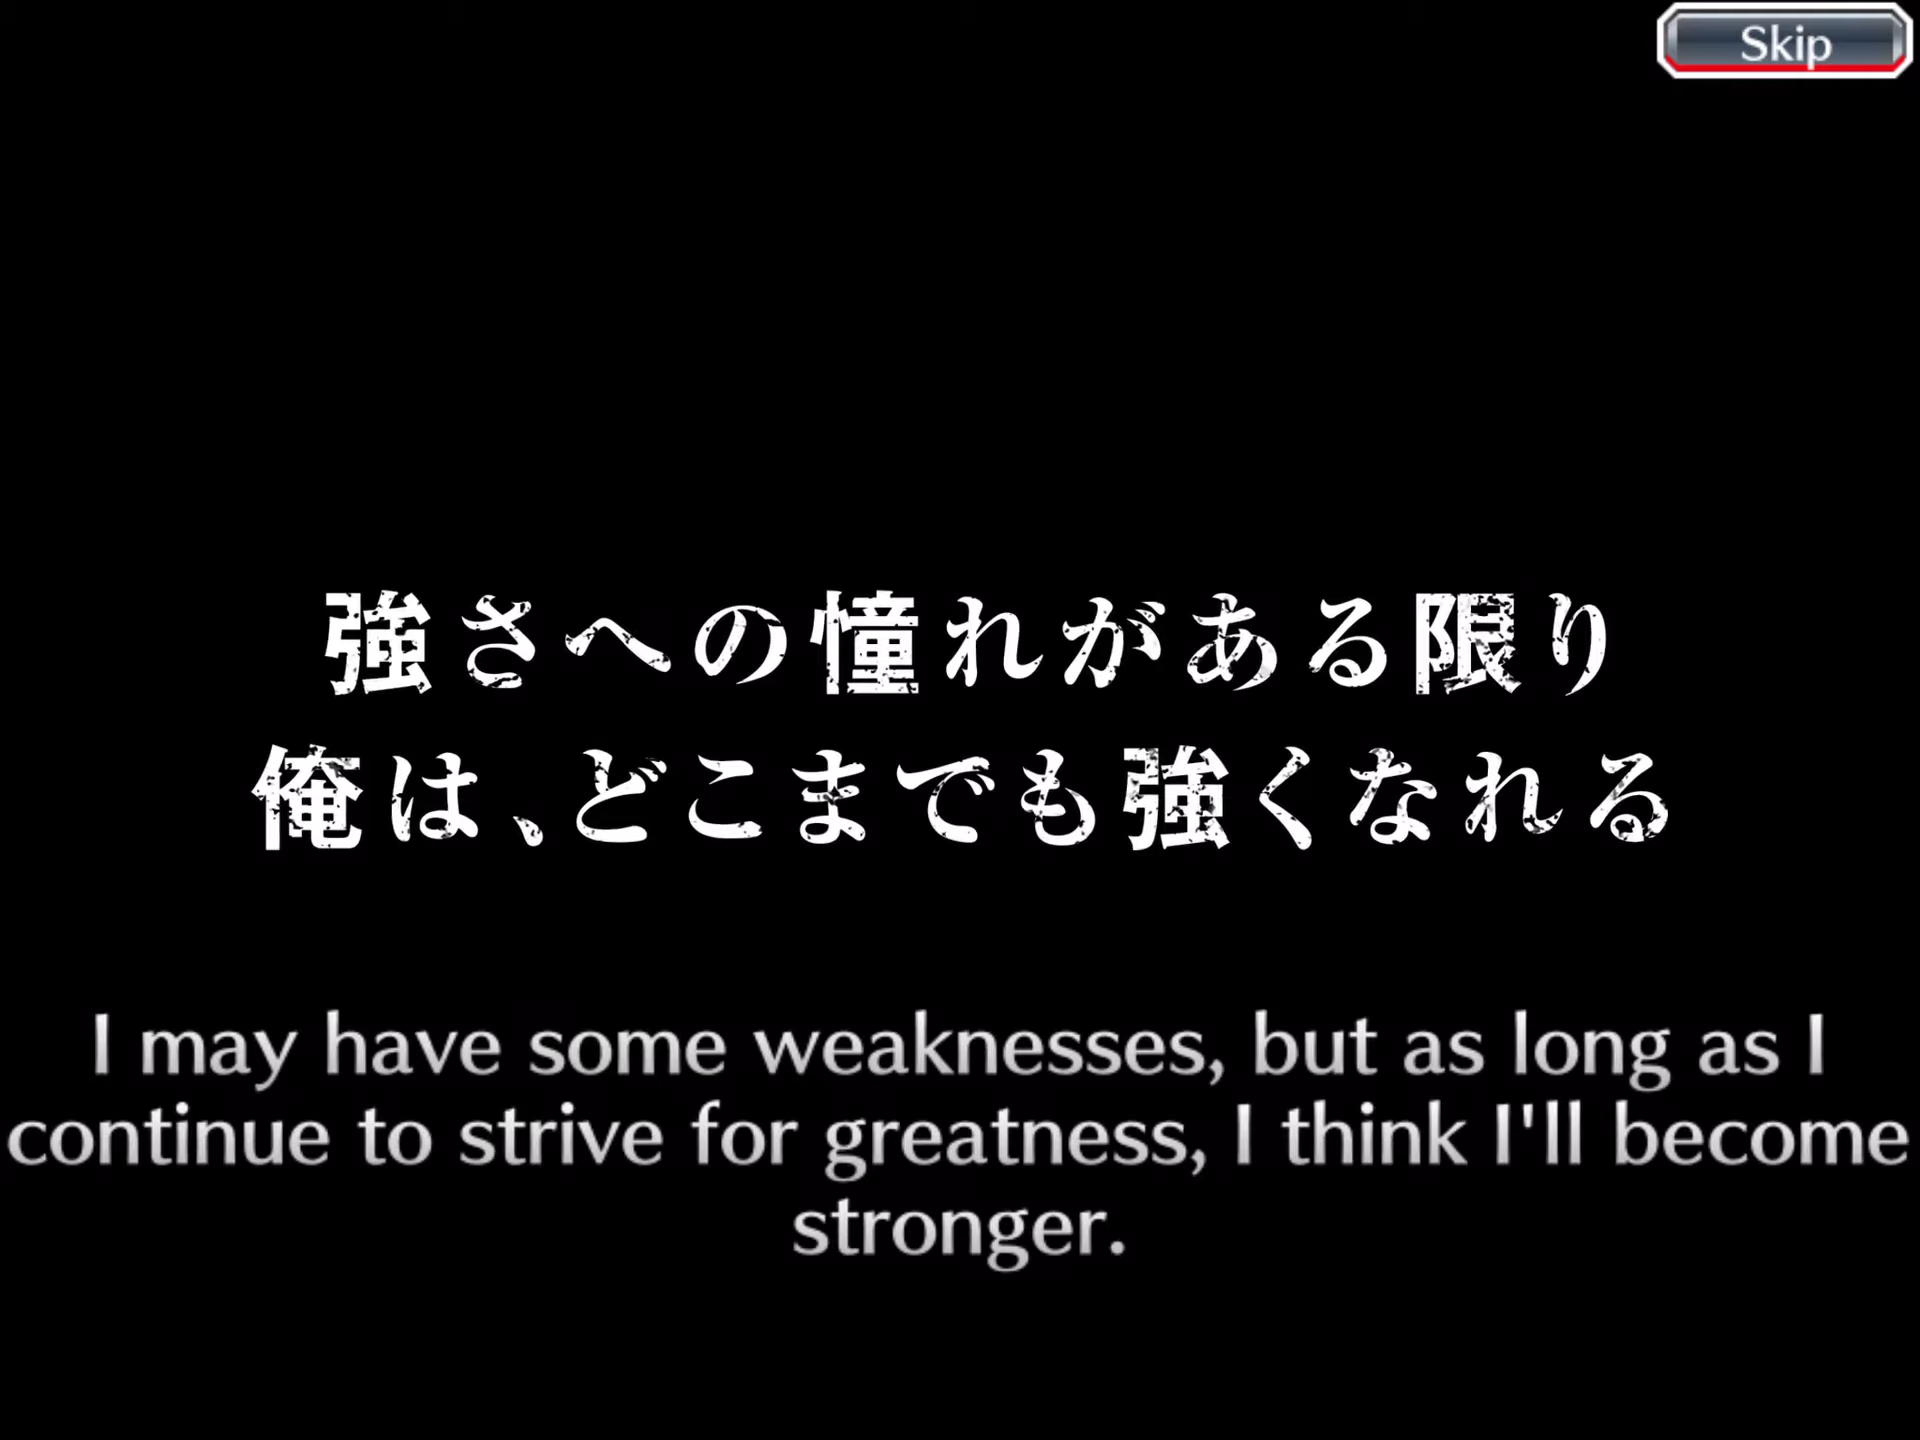 Skip
強さへの憧れがある限り
俺は、どこまでも強くなれる
I may have some weaknesses, but as long as I
continue to strive for greatness, I think I'll become
stronger.